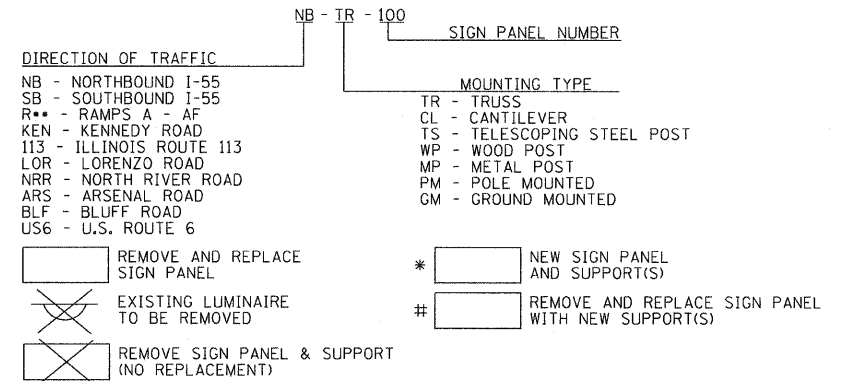 NB - TR - 100
SIGN PANEL NUMBER
DIRECTION OF TRAFFIC
NB - NORTHBOUND I-55
SB - SOUTHBOUND I-55
R** - RAMPS A - AF
KEN - KENNEDY ROAD
113 - ILLINOIS ROUTE 113
LOR - LORENZO ROAD
NRR - NORTH RIVER ROAD
ARS - ARSENAL ROAD
BLF - BLUFF ROAD
US6 - U.S. ROUTE 6
MOUNTING TYPE
TR - TRUSS
CL - CANTILEVER
TS - TELESCOPING STEEL POST
WP - WOOD POST
MP - METAL POST
PM - POLE MOUNTED
GM - GROUND MOUNTED
REMOVE AND REPLACE
SIGN PANEL
EXISTING LUMINAIRE
TO BE REMOVED
REMOVE SIGN PANEL & SUPPORT
(NO REPLACEMENT)
* NEW SIGN PANEL
AND SUPPORT(S)
# REMOVE AND REPLACE SIGN PANEL
WITH NEW SUPPORT(S)